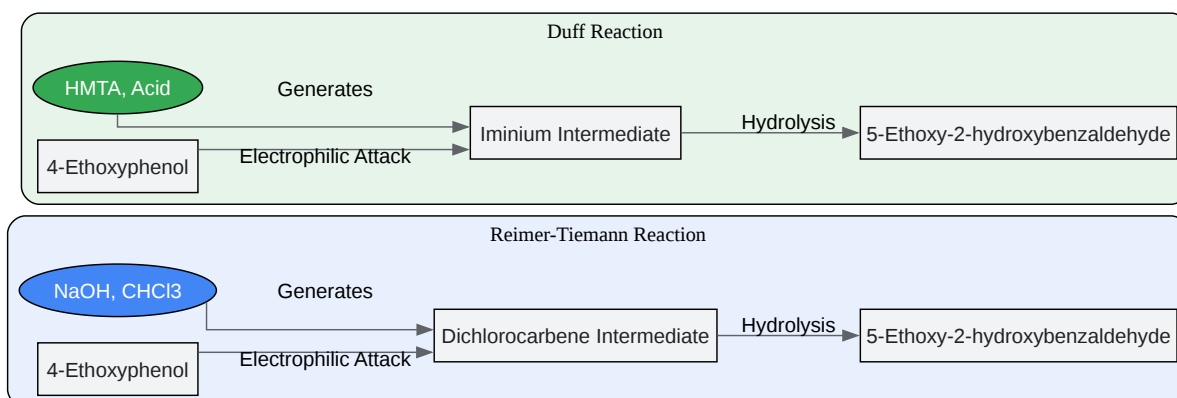 Duff Reaction
HMTA, Acid
Generates
Iminium Intermediate
Hydrolysis
5-Ethoxy-2-hydroxybenzaldehyde
4-Ethoxyphenol
Electrophilic Attack
Reimer-Tiemann Reaction
NaOH, CHCl3
Generates
Dichlorocarbene Intermediate
Hydrolysis
5-Ethoxy-2-hydroxybenzaldehyde
4-Ethoxyphenol
Electrophilic Attack